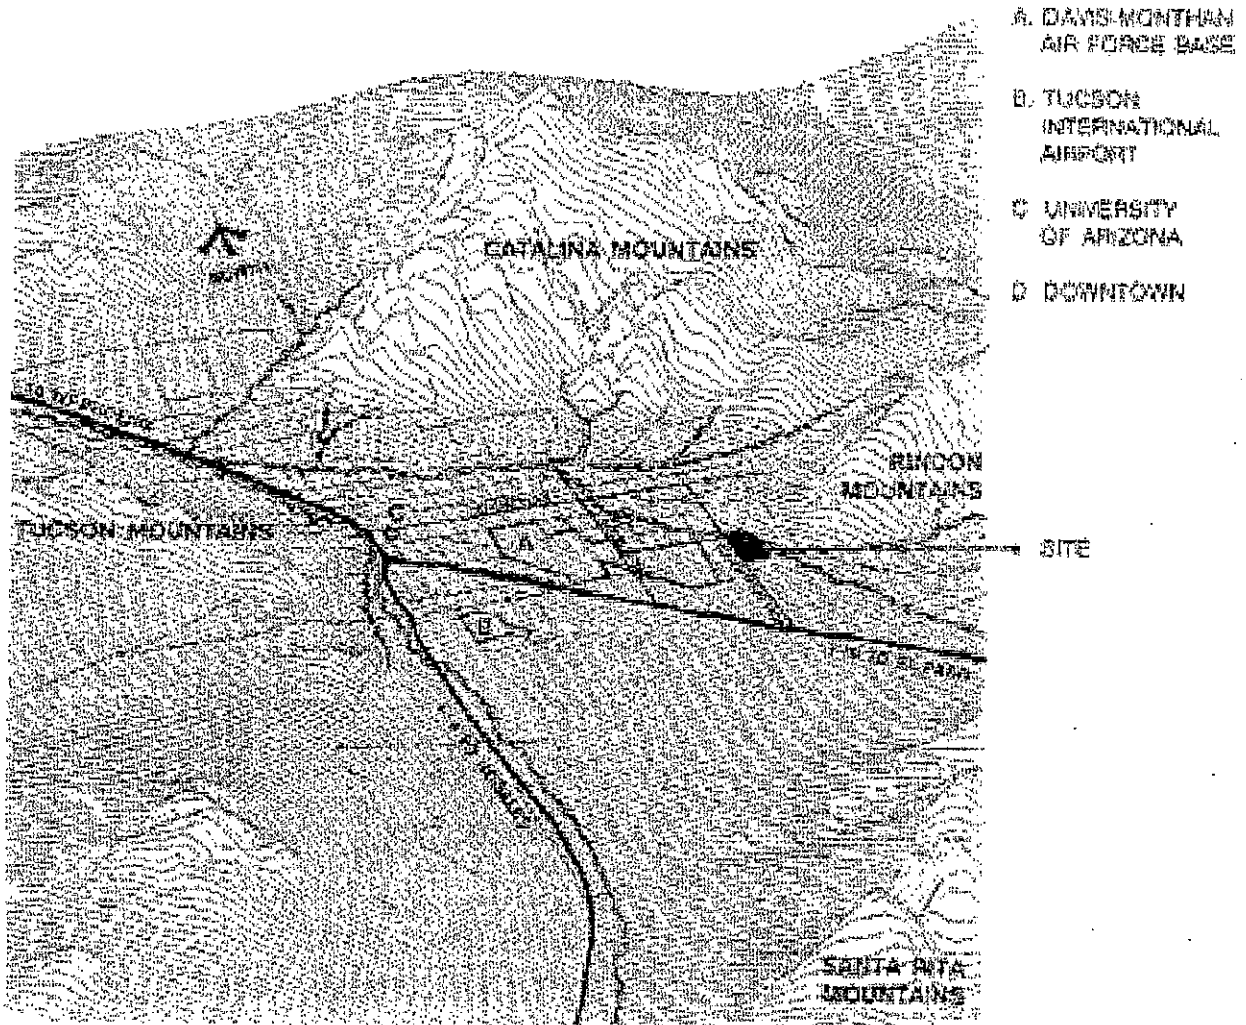 A. DAVIS-MONTHAN
AIR FORCE BASE
B. TUCSON
INTERNATIONAL
AIRPORT
C UNIVERSITY
OF ARIZONA
D DOWNTOWN
CATALINA MOUNTAINS
NORTH
RINCON
MOUNTAINS
TUCSON MOUNTAINS
C
A
SITE
B
SANTA RITA
MOUNTAINS